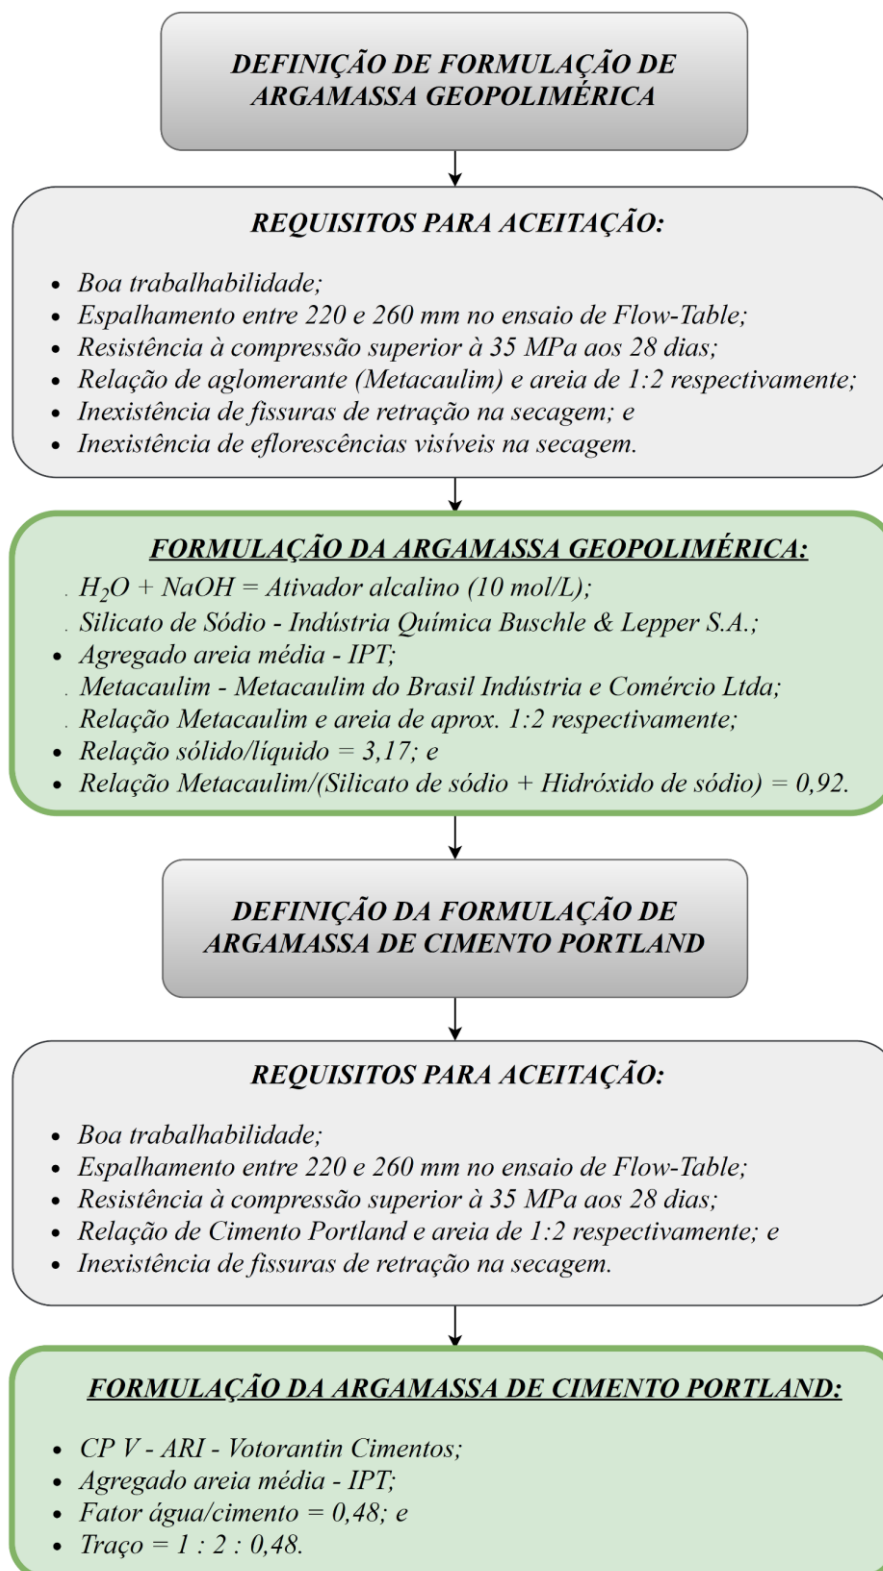 DEFINIÇÃO DE FORMULAÇÃO DE
ARGAMASSA GEOPOLIMÉRICA
REQUISITOS PARA ACEITAÇÃO:
• Boa trabalhabilidade;
• Espalhamento entre 220 e 260 mm no ensaio de Flow-Table;
• Resistência à compressão superior à 35 MPa aos 28 dias;
• Relação de aglomerante (Metacaulim) e areia de 1:2 respectivamente;
• Inexistência de fissuras de retração na secagem; e
• Inexistência de eflorescências visíveis na secagem.
FORMULAÇÃO DA ARGAMASSA GEOPOLIMÉRICA:
. H₂O + NaOH = Ativador alcalino (10 mol/L);
. Silicato de Sódio - Indústria Química Buschle & Lepper S.A.;
• Agregado areia média - IPT;
. Metacaulim - Metacaulim do Brasil Indústria e Comércio Ltda;
. Relação Metacaulim e areia de aprox. 1:2 respectivamente;
• Relação sólido/líquido = 3,17; e
• Relação Metacaulim/(Silicato de sódio + Hidróxido de sódio) = 0,92.
DEFINIÇÃO DA FORMULAÇÃO DE
ARGAMASSA DE CIMENTO PORTLAND
REQUISITOS PARA ACEITAÇÃO:
• Boa trabalhabilidade;
• Espalhamento entre 220 e 260 mm no ensaio de Flow-Table;
• Resistência à compressão superior à 35 MPa aos 28 dias;
• Relação de Cimento Portland e areia de 1:2 respectivamente; e
• Inexistência de fissuras de retração na secagem.
FORMULAÇÃO DA ARGAMASSA DE CIMENTO PORTLAND:
• CP V - ARI - Votorantin Cimentos;
• Agregado areia média - IPT;
• Fator água/cimento = 0,48; e
• Traço = 1 : 2 : 0,48.